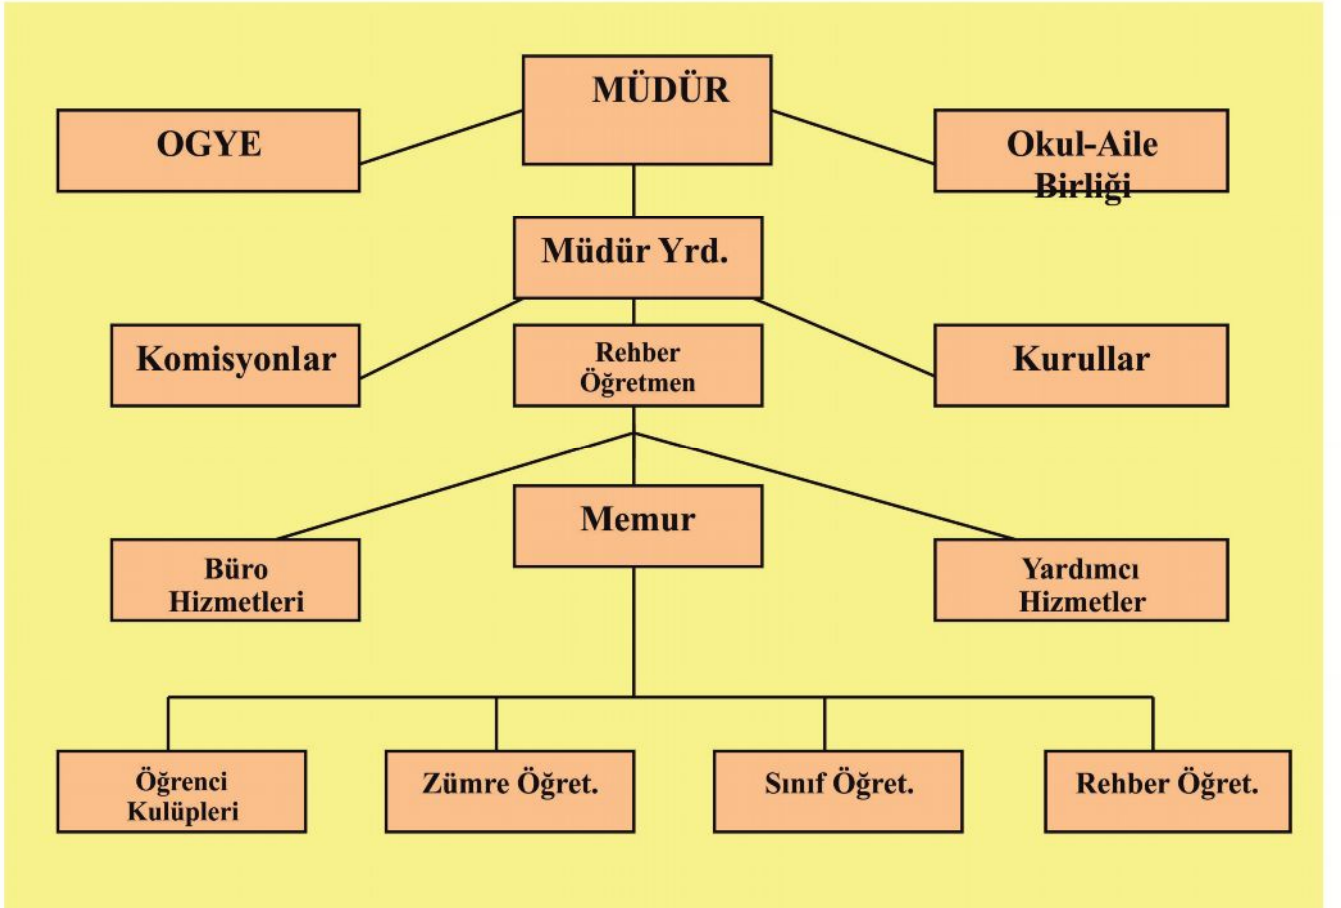 MÜDÜR
OGYE
Okul-Aile
Birliği
Müdür Yrd.
Komisyonlar
Rehber
Öğretmen
Kurullar
Memur
Büro
Hizmetleri
Yardımcı
Hizmetler
Öğrenci
Kulüpleri
Zümre Öğret.
Sınıf Öğret.
Rehber Öğret.